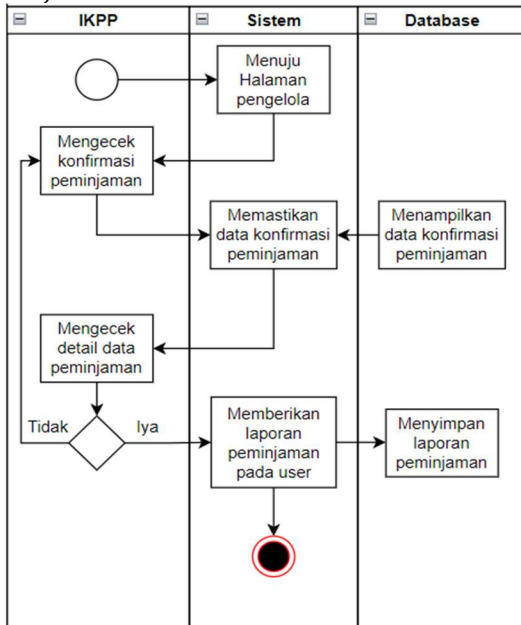 IKPP
Sistem
Database
Menuju
Halaman
pengelola
Mengecek
konfirmasi
peminjaman
Memastikan
data konfirmasi
peminjaman
Menampilkan
data konfirmasi
peminjaman
Mengecek
detail data
peminjaman
Tidak
Iya
Memberikan
laporan
peminjaman
pada user
Menyimpan
laporan
peminjaman